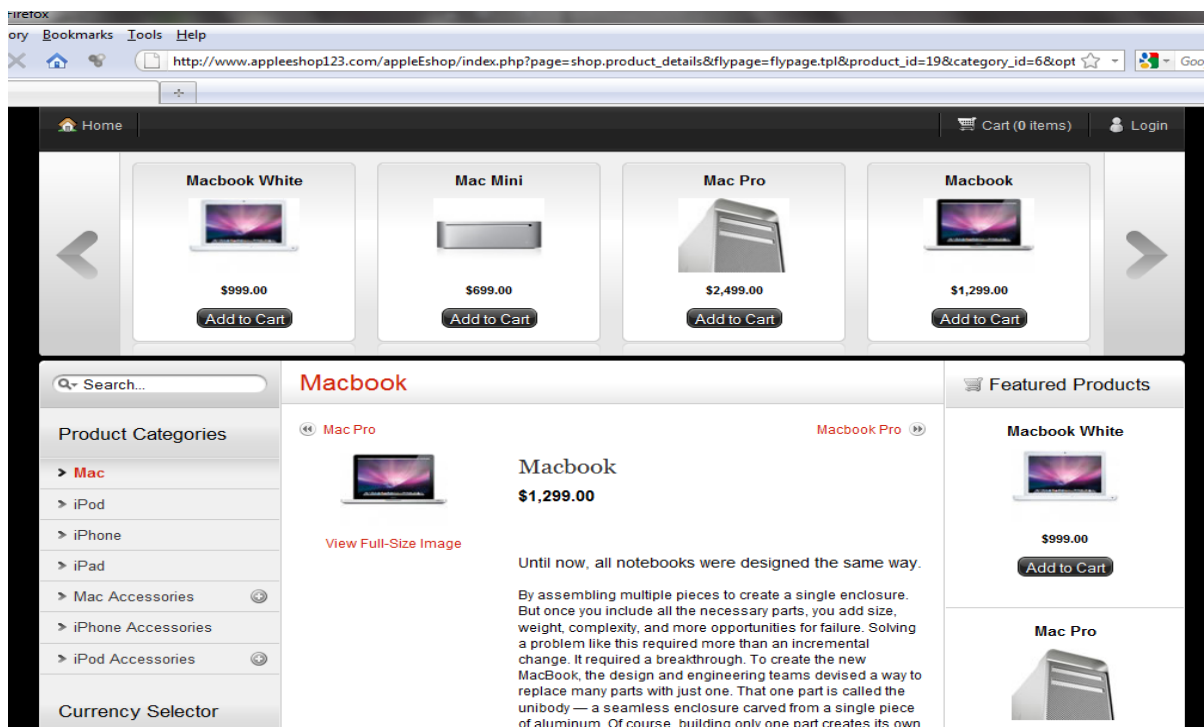 Firefox
ory Bookmarks Tools Help
http://www.appleeshop123.com/appleEshop/index.php?page=shop.product_details&flypage=flypage.tpl&product_id=19&category_id=6&opt
Goo
Home
Cart (0 items)
Login
Macbook White
Mac Mini
Mac Pro
Macbook
$999.00
$699.00
$2,499.00
$1,299.00
Add to Cart
Add to Cart
Add to Cart
Add to Cart
Search...
Product Categories
Mac
iPod
iPhone
iPad
Mac Accessories
iPhone Accessories
iPod Accessories
Currency Selector
Macbook
Mac Pro
Macbook Pro
View Full-Size Image
Macbook
$1,299.00
Until now, all notebooks were designed the same way.
By assembling multiple pieces to create a single enclosure.
But once you include all the necessary parts, you add size,
weight, complexity, and more opportunities for failure. Solving
a problem like this required more than an incremental
change. It required a breakthrough. To create the new
MacBook, the design and engineering teams devised a way to
replace many parts with just one. That one part is called the
unibody — a seamless enclosure carved from a single piece
of aluminum. Of course, building only one part creates its own
Featured Products
Macbook White
$999.00
Add to Cart
Mac Pro